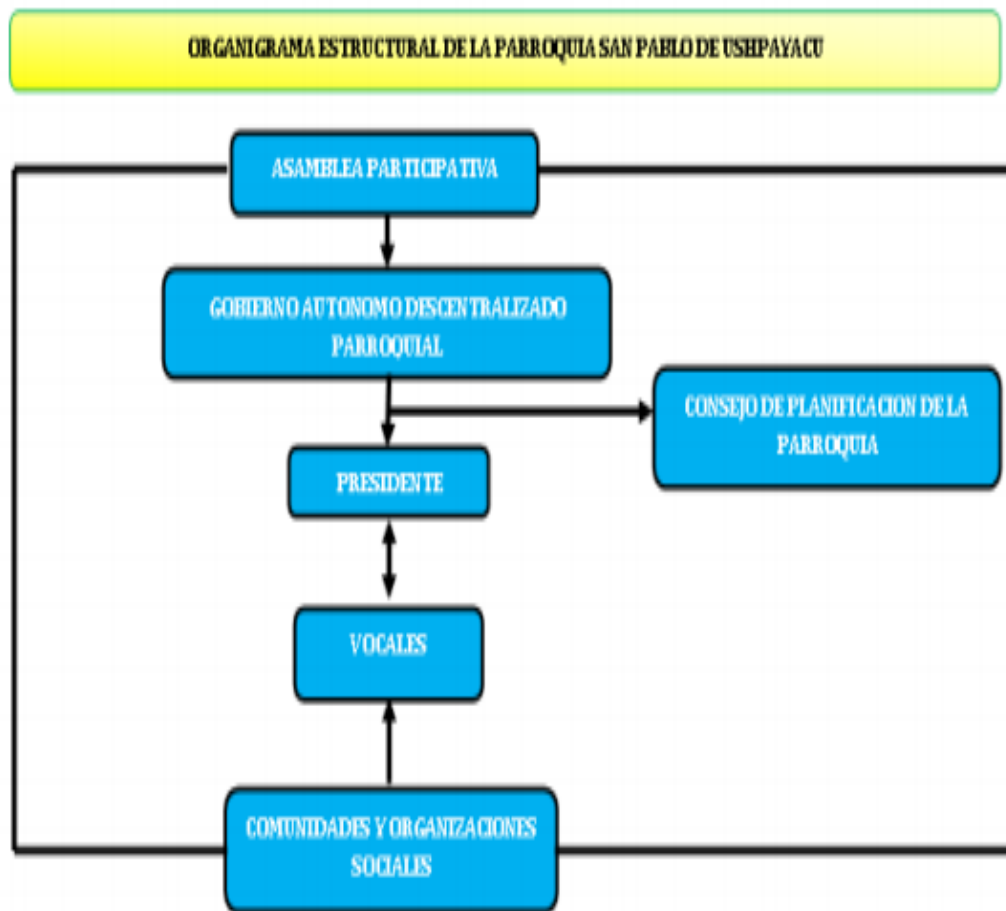 ORGANIGRAMA ESTRUCTURAL DE LA PARROQUIA SAN PABLO DE USHPAYACU
ASAMBLEA PARTICIPATIVA
GOBIERNO AUTONOMO DESCENTRALIZADO
PARROQUIAL
CONSEJO DE PLANIFICACION DE LA
PARROQUIA
PRESIDENTE
VOCALES
COMUNIDADES Y ORGANIZACIONES
SOCIALES